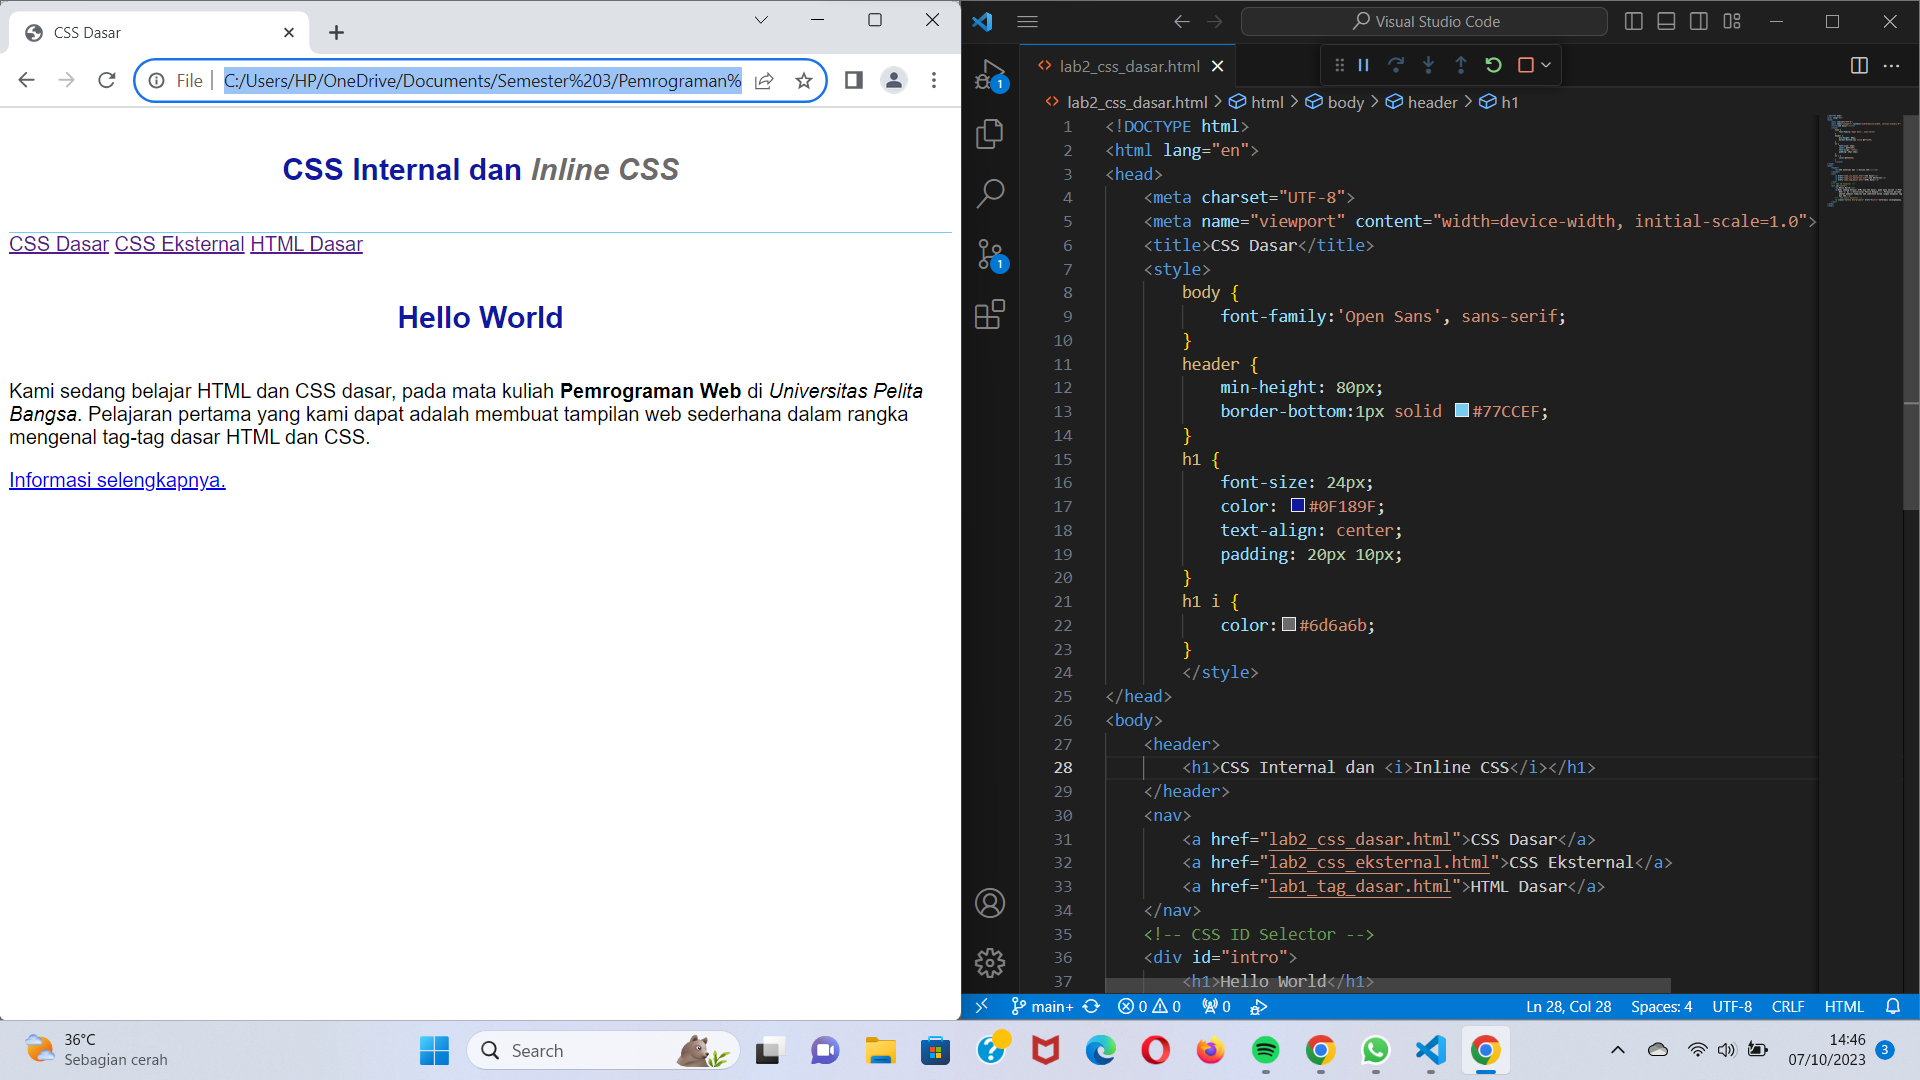 CSS Dasar
File
C:/Users/HP/OneDrive/Documents/Semester%203/Pemrograman%
CSS Internal dan Inline CSS
CSS Dasar CSS Eksternal HTML Dasar
Hello World
Kami sedang belajar HTML dan CSS dasar, pada mata kuliah Pemrograman Web di Universitas Pelita
Bangsa. Pelajaran pertama yang kami dapat adalah membuat tampilan web sederhana dalam rangka
mengenal tag-tag dasar HTML dan CSS.
Informasi selengkapnya.
Visual Studio Code
lab2_css_dasar.html
lab2_css_dasar.html > html > body > header > h1
1 <!DOCTYPE html>
2 <html lang="en">
3 <head>
4 <meta charset="UTF-8">
5 <meta name="viewport" content="width=device-width, initial-scale=1.0">
6 <title>CSS Dasar</title>
7 <style>
8 body {
9 font-family:'Open Sans', sans-serif;
10 }
11 header {
12 min-height: 80px;
13 border-bottom:1px solid #77CCEF;
14 }
15 h1 {
16 font-size: 24px;
17 color: #0F189F;
18 text-align: center;
19 padding: 20px 10px;
20 }
21 h1 i {
22 color:#6d6a6b;
23 }
24 </style>
25 </head>
26 <body>
27 <header>
28 <h1>CSS Internal dan <i>Inline CSS</i></h1>
29 </header>
30 <nav>
31 <a href="lab2_css_dasar.html">CSS Dasar</a>
32 <a href="lab2_css_eksternal.html">CSS Eksternal</a>
33 <a href="lab1_tag_dasar.html">HTML Dasar</a>
34 </nav>
35 <!-- CSS ID Selector -->
36 <div id="intro">
37 <h1>Hello World</h1>
1
1
main+ 0 0 0 Ln 28, Col 28 Spaces: 4 UTF-8 CRLF HTML
36°C
Sebagian cerah
Search
14:46
07/10/2023
3